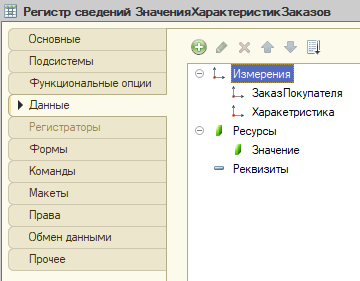 Регистр сведений ЗначенияХарактеристикЗаказов
Основные
Подсистемы
Функциональные опции
Данные
Регистраторы
Формы
Команды
Макеты
Права
Обмен данными
Прочее
Измерения
ЗаказПокупателя
Характеристика
Ресурсы
Значение
Реквизиты